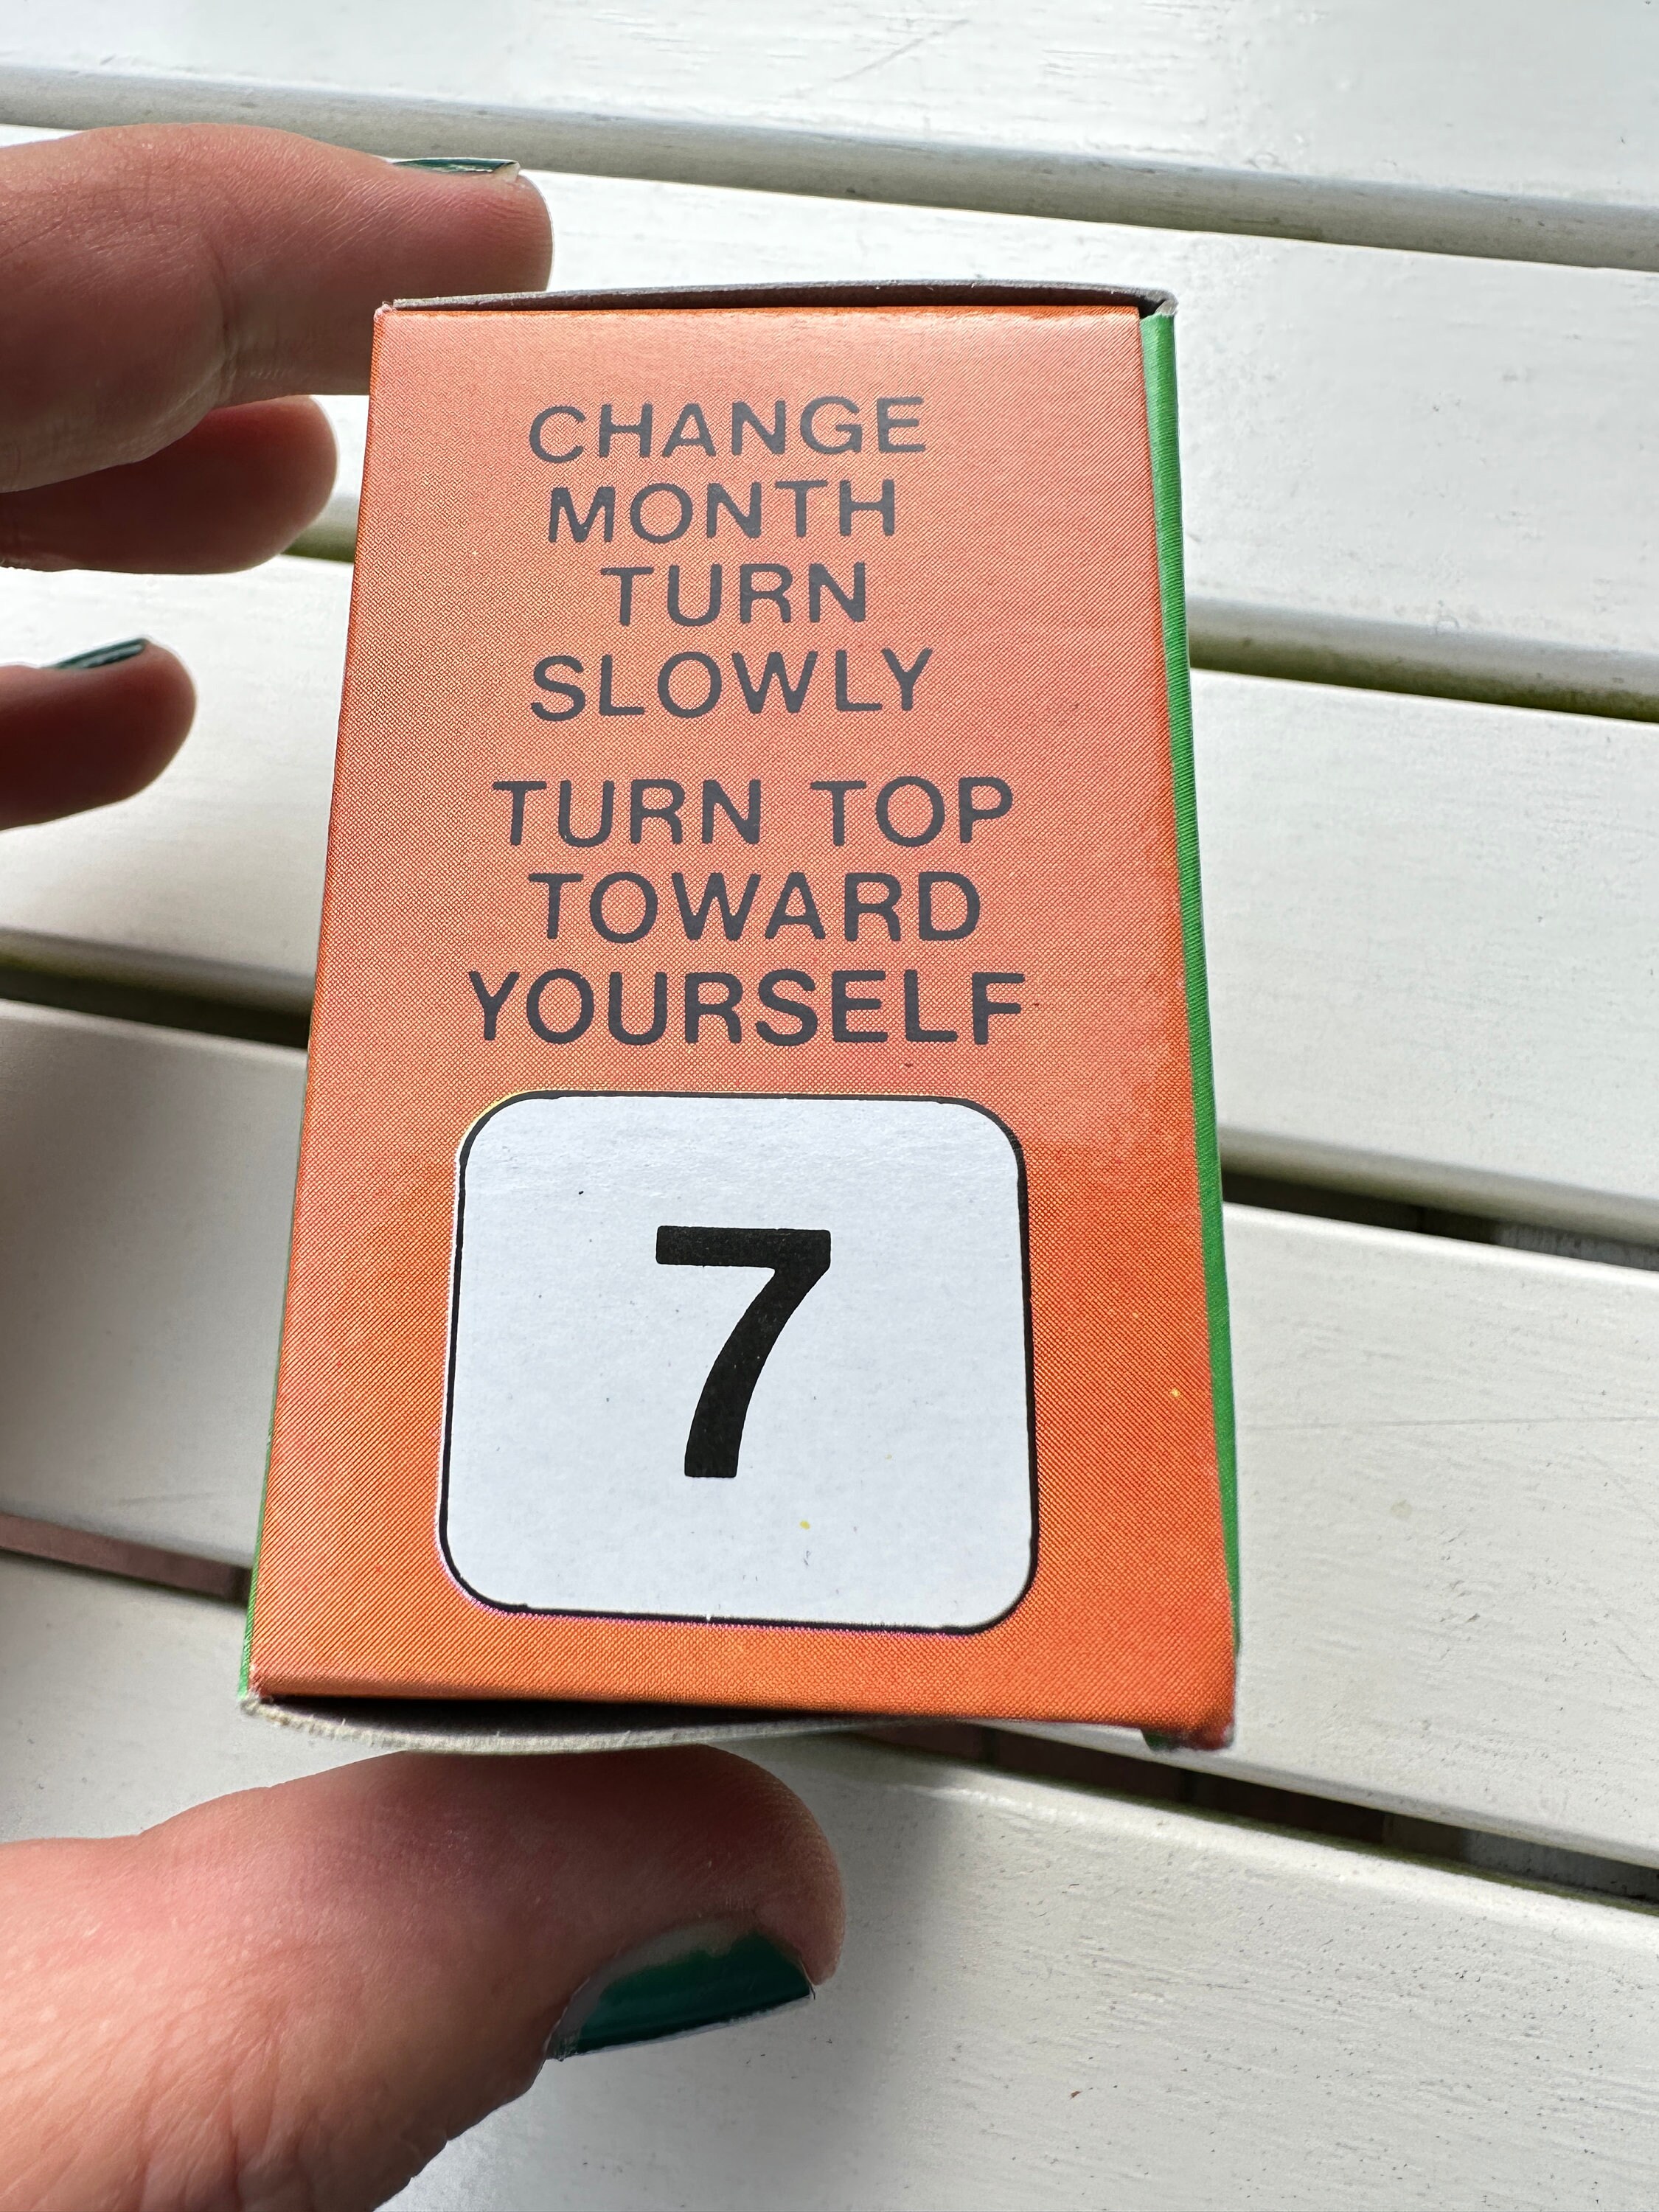 CHANGE
MONTH
TURN
SLOWLY
TURN TOP
TOWARD
YOURSELF
7